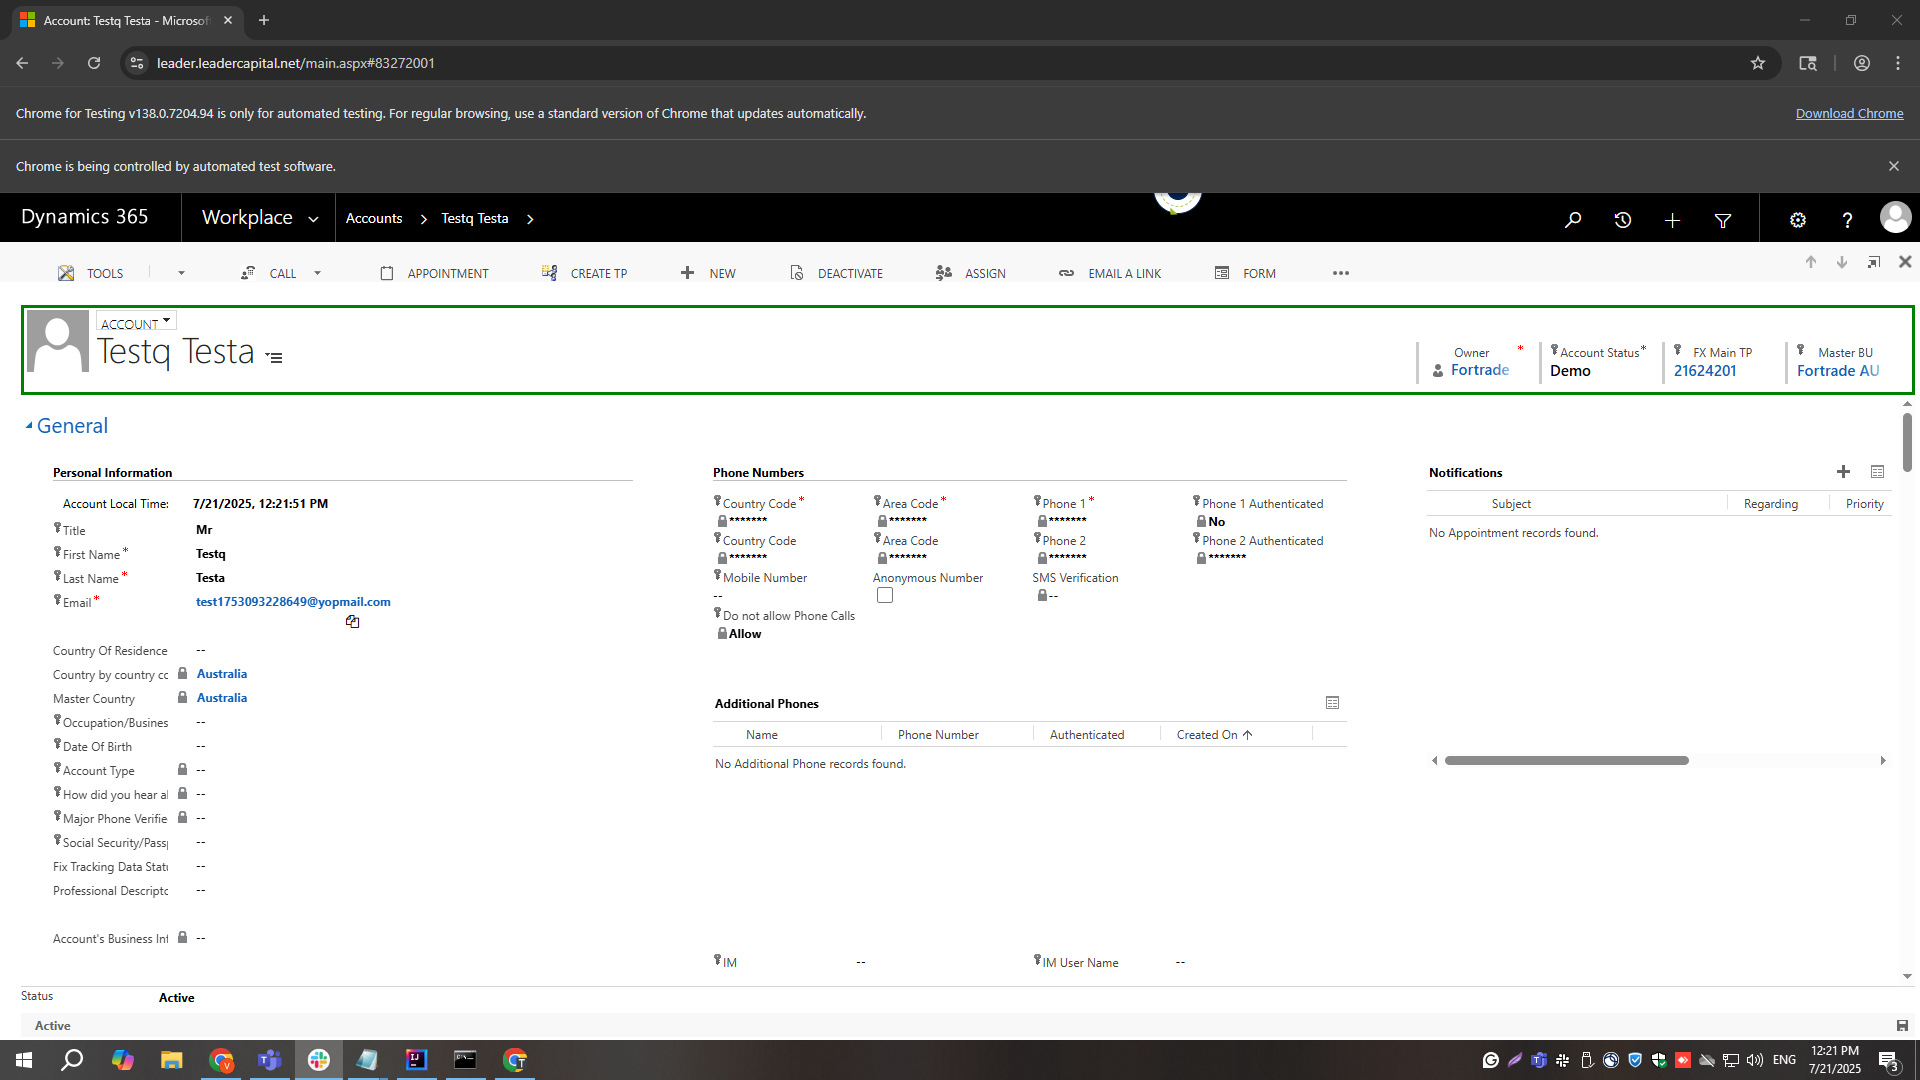 Account: Testq Testa - Microsof
leader.leadercapital.net/main.aspx#83272001
Chrome for Testing v138.0.7204.94 is only for automated testing. For regular browsing, use a standard version of Chrome that updates automatically.
Download Chrome
Chrome is being controlled by automated test software.
Dynamics 365
Workplace
Accounts
Testq Testa
TOOLS
CALL
APPOINTMENT
CREATE TP
NEW
DEACTIVATE
ASSIGN
EMAIL A LINK
FORM
ACCOUNT
Testq Testa
Owner *
Fortrade
Account Status *
Demo
FX Main TP
21624201
Master BU
Fortrade AU
General
Personal Information
Account Local Time: 7/21/2025, 12:21:51 PM
Title Mr
First Name * Testq
Last Name * Testa
Email * test1753093228649@yopmail.com
Country Of Residence --
Country by country cc Australia
Master Country Australia
Occupation/Busines --
Date Of Birth --
Account Type --
How did you hear al --
Major Phone Verifie --
Social Security/Pass --
Fix Tracking Data Statu --
Professional Descripto --
Account's Business Int --
Phone Numbers
Country Code * Area Code * Phone 1 * Phone 1 Authenticated
******* ******* ******* No
Country Code Area Code Phone 2 Phone 2 Authenticated
******* ******* ******* *******
Mobile Number Anonymous Number SMS Verification
-- --
Do not allow Phone Calls
Allow
Additional Phones
Name Phone Number Authenticated Created On
No Additional Phone records found.
IM -- IM User Name --
Notifications
Subject Regarding Priority
No Appointment records found.
Status Active
Active
ENG
12:21 PM
7/21/2025
3